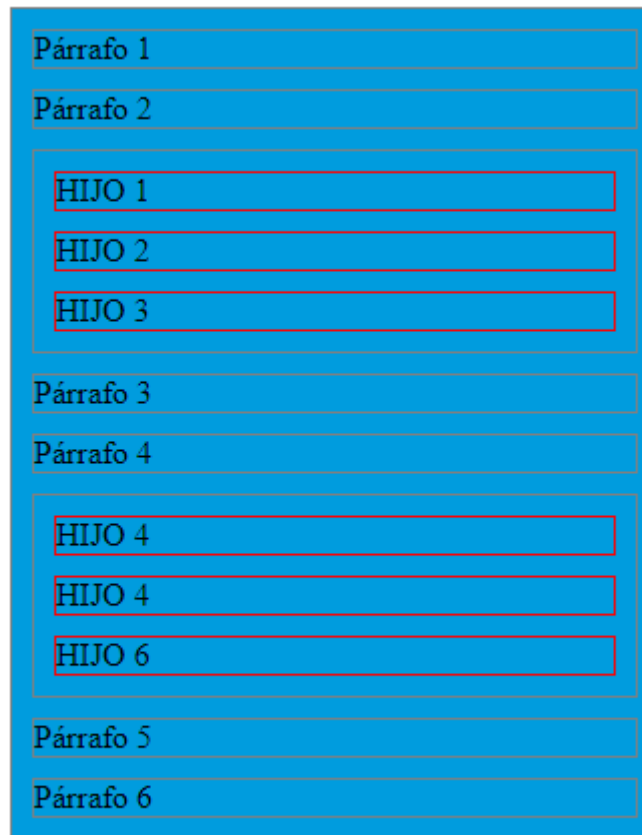 Párrafo 1
Párrafo 2
HIJO 1
HIJO 2
HIJO 3
Párrafo 3
Párrafo 4
HIJO 4
HIJO 4
HIJO 6
Párrafo 5
Párrafo 6